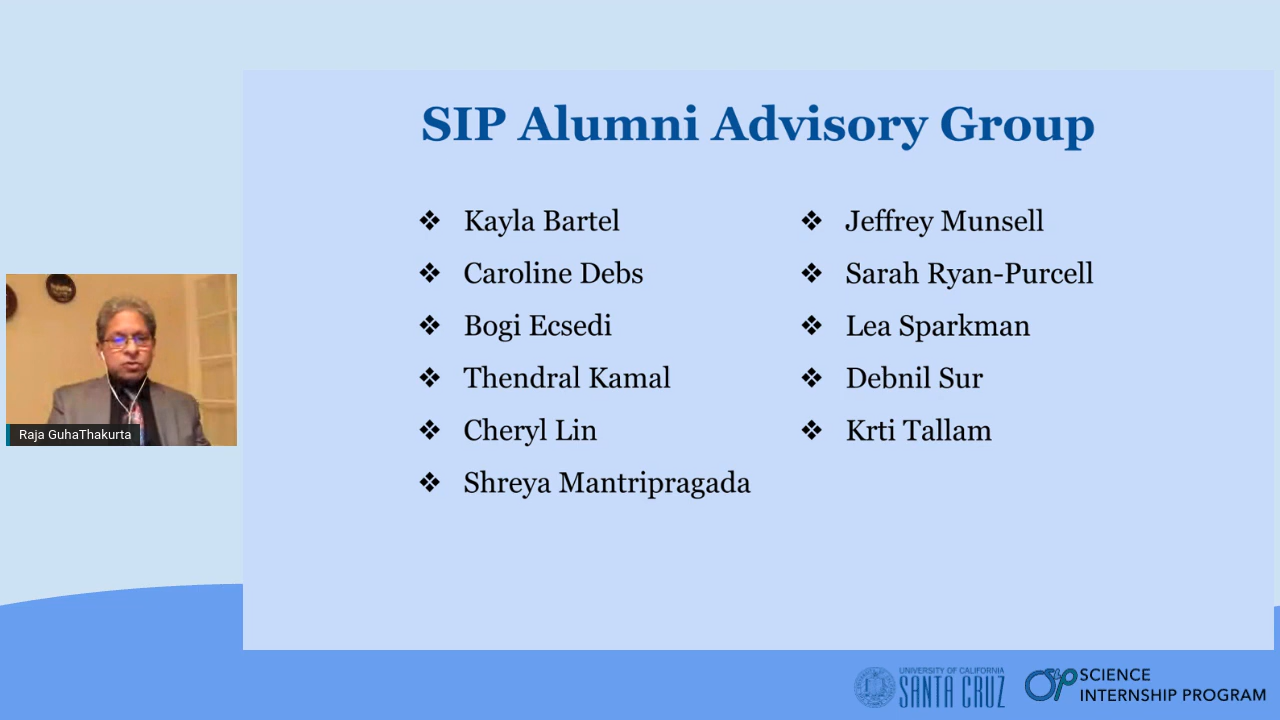 SIP Alumni Advisory Group
❖ Kayla Bartel
❖ Caroline Debs
❖ Bogi Ecsedi
❖ Thendral Kamal
❖ Cheryl Lin
❖ Shreya Mantripragada
❖ Jeffrey Munsell
❖ Sarah Ryan-Purcell
❖ Lea Sparkman
❖ Debnil Sur
❖ Krti Tallam
Raja GuhaThakurta
UNIVERSITY OF CALIFORNIA
SANTA CRUZ
SIP
SCIENCE
INTERNSHIP PROGRAM